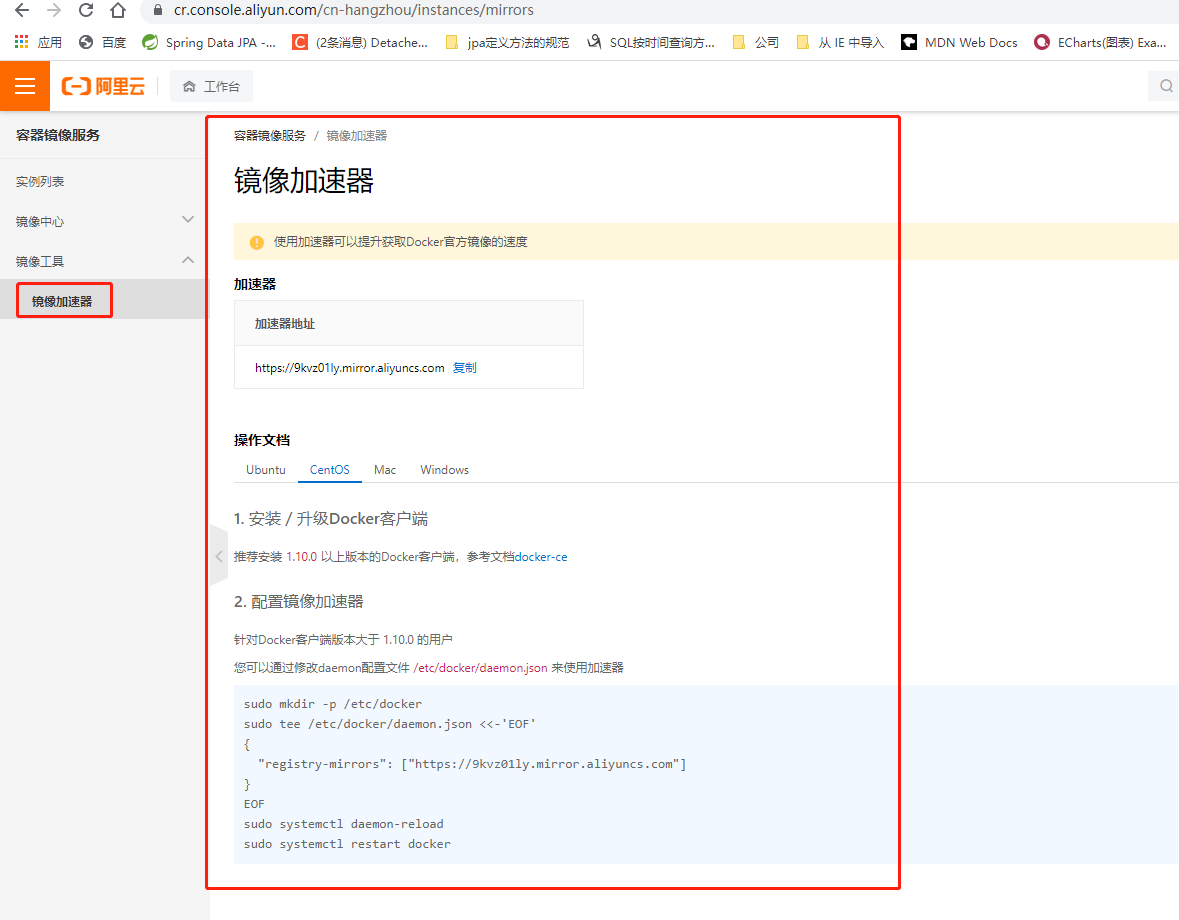 cr.console.aliyun.com/cn-hangzhou/instances/mirrors
应用 百度 Spring Data JPA -... (2条消息) Detache... jpa定义方法的规范 SQL按时间查询方... 公司 从 IE 中导入 MDN Web Docs ECharts(图表) Exa...
阿里云 工作台
容器镜像服务
实例列表
镜像中心
镜像工具
镜像加速器
容器镜像服务 / 镜像加速器
镜像加速器
使用加速器可以提升获取Docker官方镜像的速度
加速器
加速器地址
https://9kvz01ly.mirror.aliyuncs.com 复制
操作文档
Ubuntu CentOS Mac Windows
1. 安装 / 升级Docker客户端
推荐安装 1.10.0 以上版本的Docker客户端，参考文档docker-ce
2. 配置镜像加速器
针对Docker客户端版本大于 1.10.0 的用户
您可以通过修改daemon配置文件 /etc/docker/daemon.json 来使用加速器
sudo mkdir -p /etc/docker
sudo tee /etc/docker/daemon.json <<-'EOF'
{
  "registry-mirrors": ["https://9kvz01ly.mirror.aliyuncs.com"]
}
EOF
sudo systemctl daemon-reload
sudo systemctl restart docker